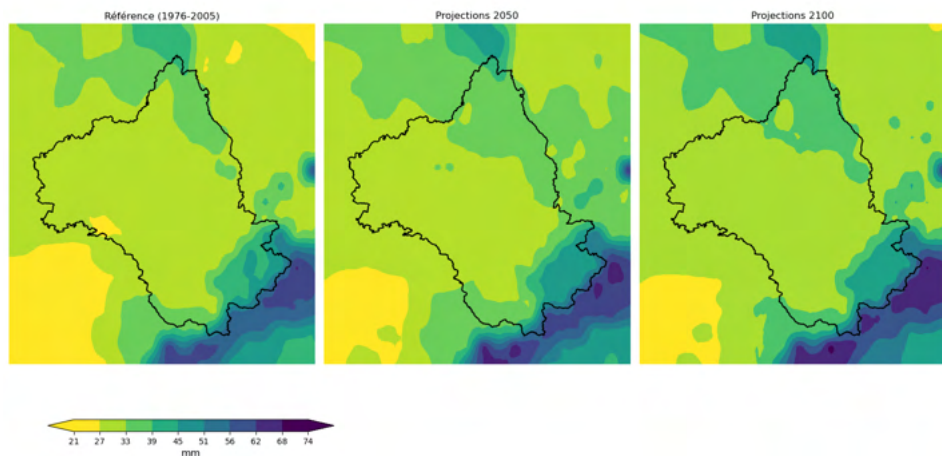 Référence (1976-2005)
Projections 2050
Projections 2100
21 27 33 39 45 51 56 62 68 74
mm